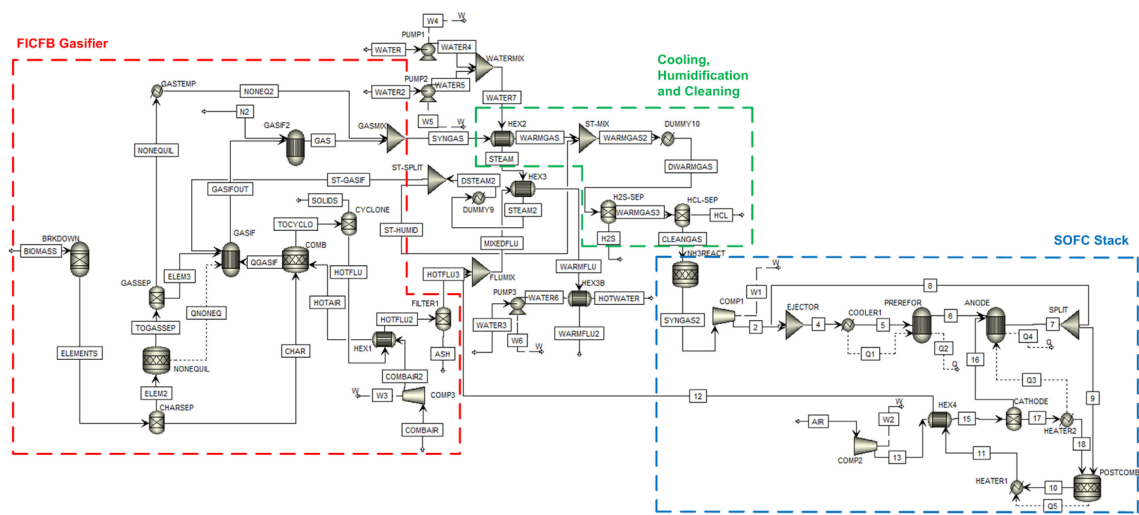 FICFB Gasifier
W4
W
PUMP1
WATER
WATER4
WATERMIX
PUMP2
WATER5
WATER2
WATER7
W5
W
Cooling,
Humidification
and Cleaning
GASTEMP
NONEQ2
N2
GASIF2
GAS
GASMIX
SYNGAS
HEX2
WARMGAS
ST-MIX
WARMGAS2
DUMMY10
STEAM
NONEQUIL
GASIFOUT
ST-GASIF
ST-SPLIT
DSTEAM2
HEX3
DUMMY9
STEAM2
DWARMGAS
SOLIDS
CYCLONE
TOCYCLO
ST-HUMID
MIXEDFLU
H2S-SEP
WARMGAS3
HCL-SEP
HCL
H2S
CLEANGAS
BRKDOWN
BIOMASS
GASIF
COMB
QGASIF
ELEM3
HOTFLU
HOTFLU3
FLUMIX
WARMFLU
NH3REACT
SOFC Stack
GASSEP
QNONEQ
HOTAIR
TOGASSEP
HOTFLU2
FILTER1
PUMP3
WATER6
HEX3B
HOTWATER
WATER3
W6
W
WARMFLU2
SYNGAS2
COMP1
W1
W
2
EJECTOR
4
COOLER1
5
PREREFOR
6
ANODE
7
SPLIT
8
Q1
Q2
Q
Q4
Q
Q3
ELEMENTS
NONEQUIL
CHAR
HEX1
ASH
COMBAIR2
W
W3
COMP3
COMBAIR
ELEM2
CHARSEP
12
16
9
AIR
W2
W
HEX4
15
CATHODE
17
HEATER2
18
COMP2
13
11
HEATER1
10
POSTCOMB
Q5